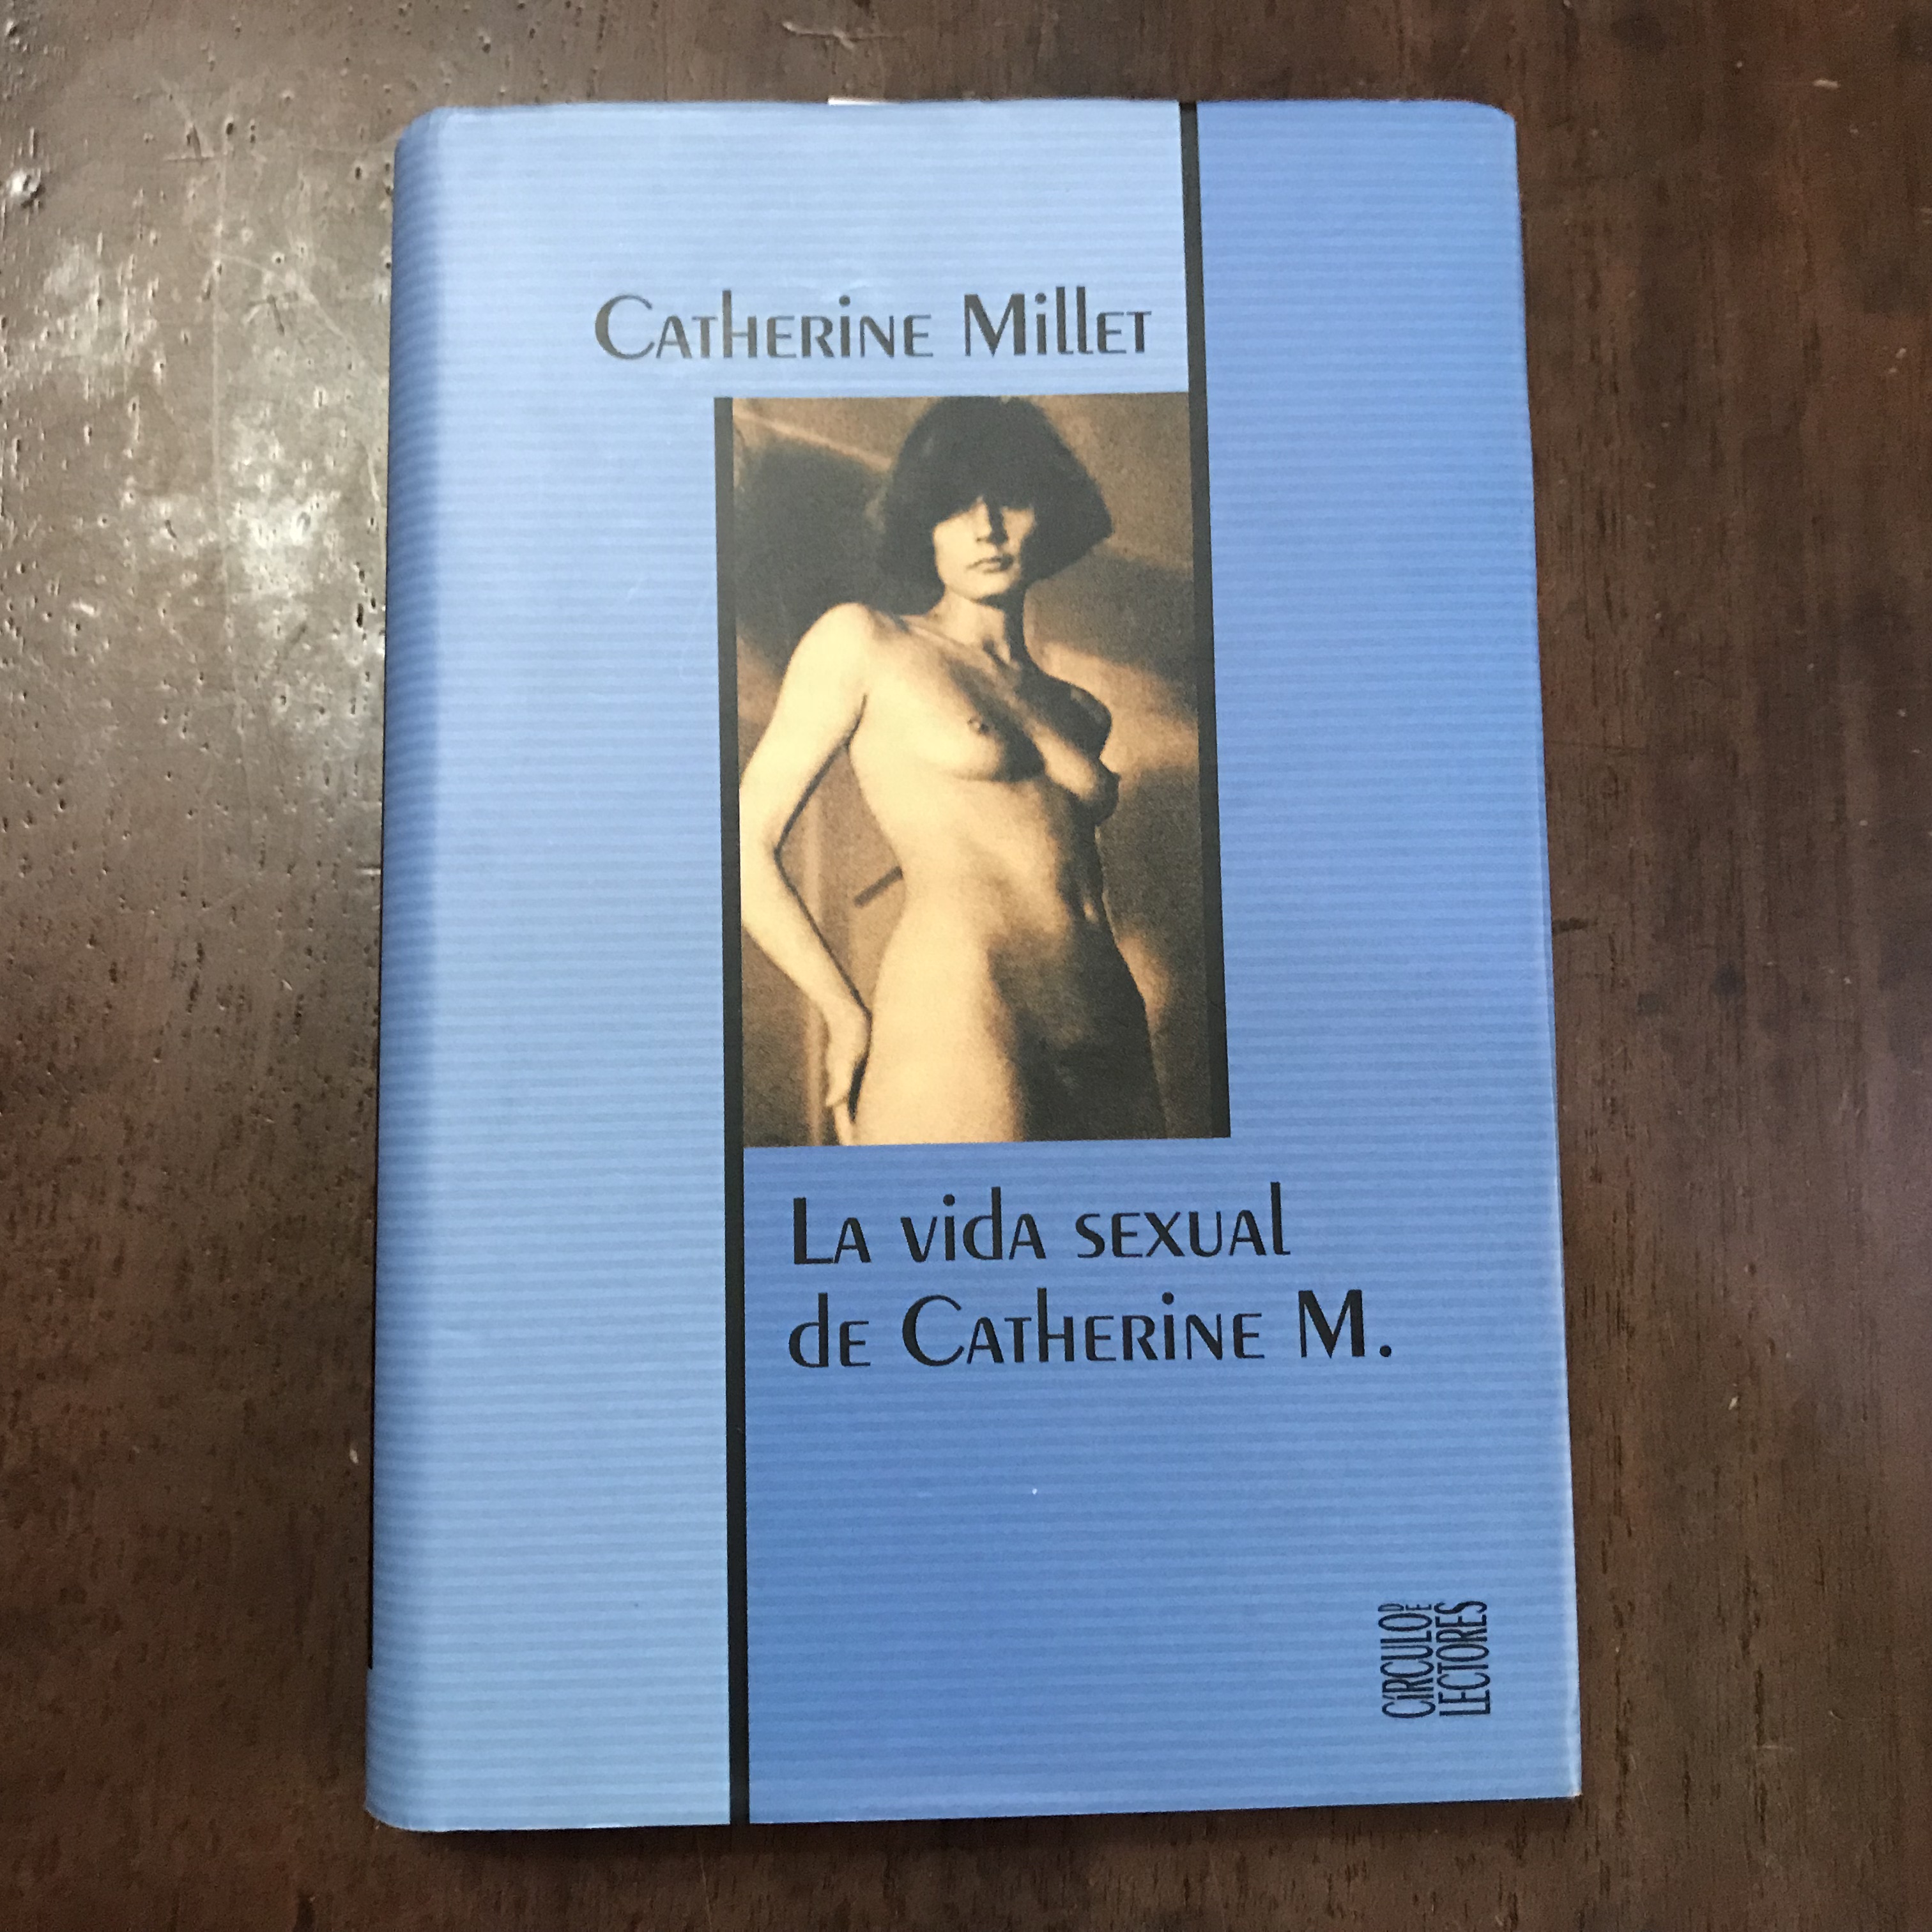 Catherine Millet
La vida sexual
de Catherine M.
CÍRCULO DE
LECTORES